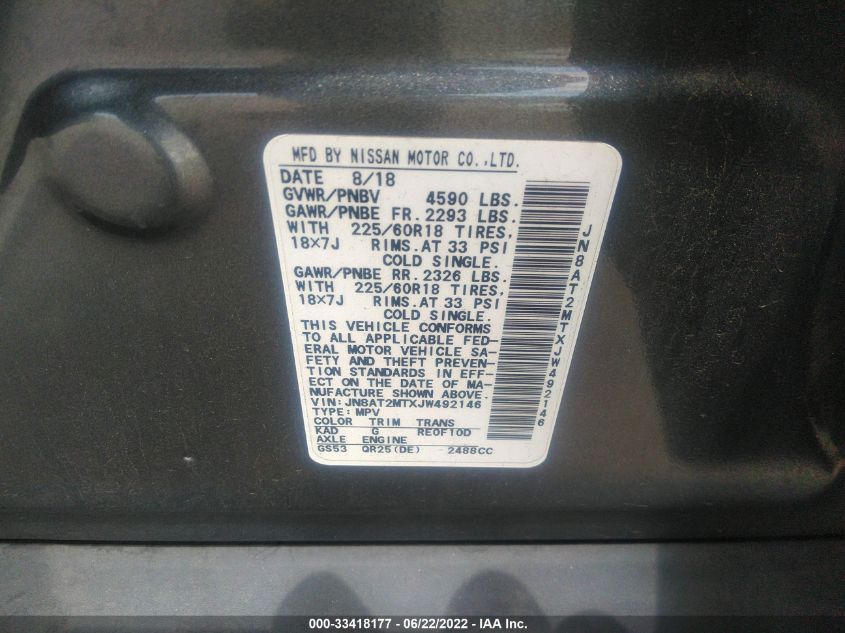 MFD BY NISSAN MOTOR CO.,LTD.
DATE 8/18
GVWR/PNBV 4590 LBS.
GAWR/PNBE FR. 2293 LBS.
WITH 225/60R18 TIRES,
18X7J RIMS. AT 33 PSI
COLD SINGLE.
GAWR/PNBE RR. 2326 LBS.
WITH 225/60R18 TIRES,
18X7J RIMS. AT 33 PSI
COLD SINGLE.
THIS VEHICLE CONFORMS
TO ALL APPLICABLE FED-
ERAL MOTOR VEHICLE SA-
FETY AND THEFT PREVEN-
TION STANDARDS IN EFF-
ECT ON THE DATE OF MA-
NUFACTURE SHOWN ABOVE.
VIN: JN8AT2MTXJW492146
TYPE: MPV
COLOR TRIM TRANS
KAD G RE0F10D
AXLE ENGINE
GS53 QR25(DE) 2488CC
JN8AT2MTXJW492146
000-33418177 - 06/22/2022 - IAA Inc.